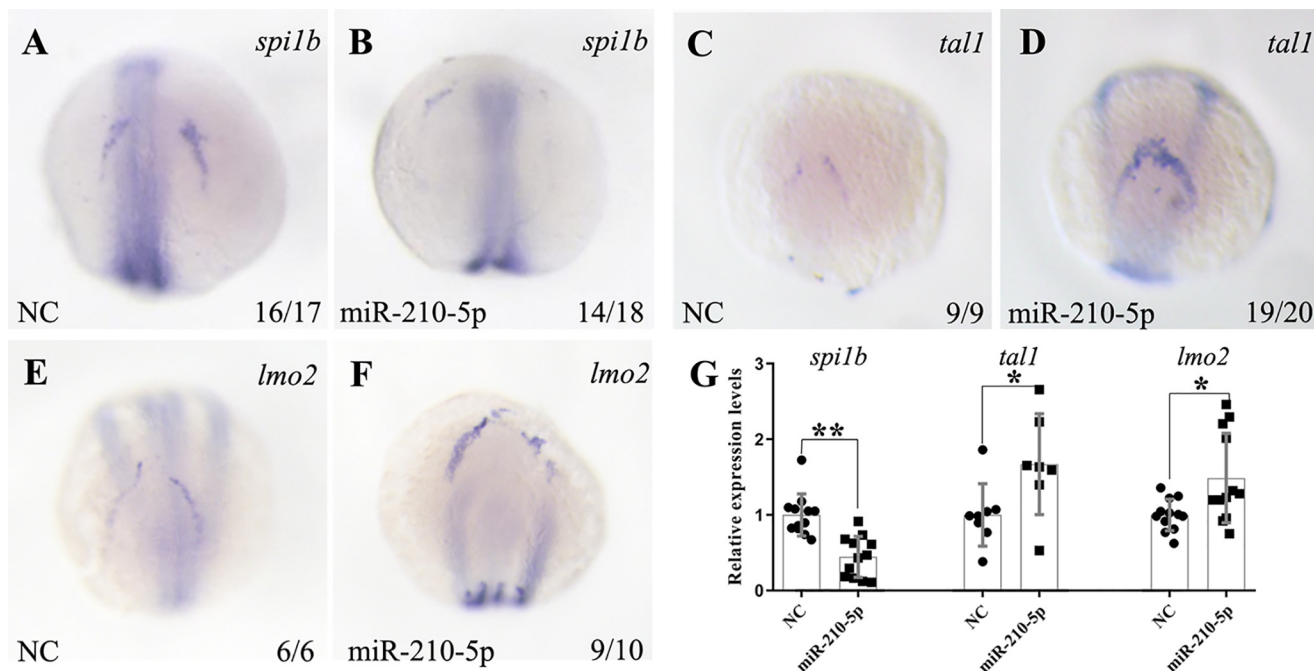 A spi1b
B spi1b
C tal1
D tal1
NC 16/17
miR-210-5p 14/18
NC 9/9
miR-210-5p 19/20
E lmo2
F lmo2
G spi1b tal1 lmo2
NC 6/6
miR-210-5p 9/10
Relative expression levels
3
2
1
0
** * *
NC miR-210-5p NC miR-210-5p NC miR-210-5p